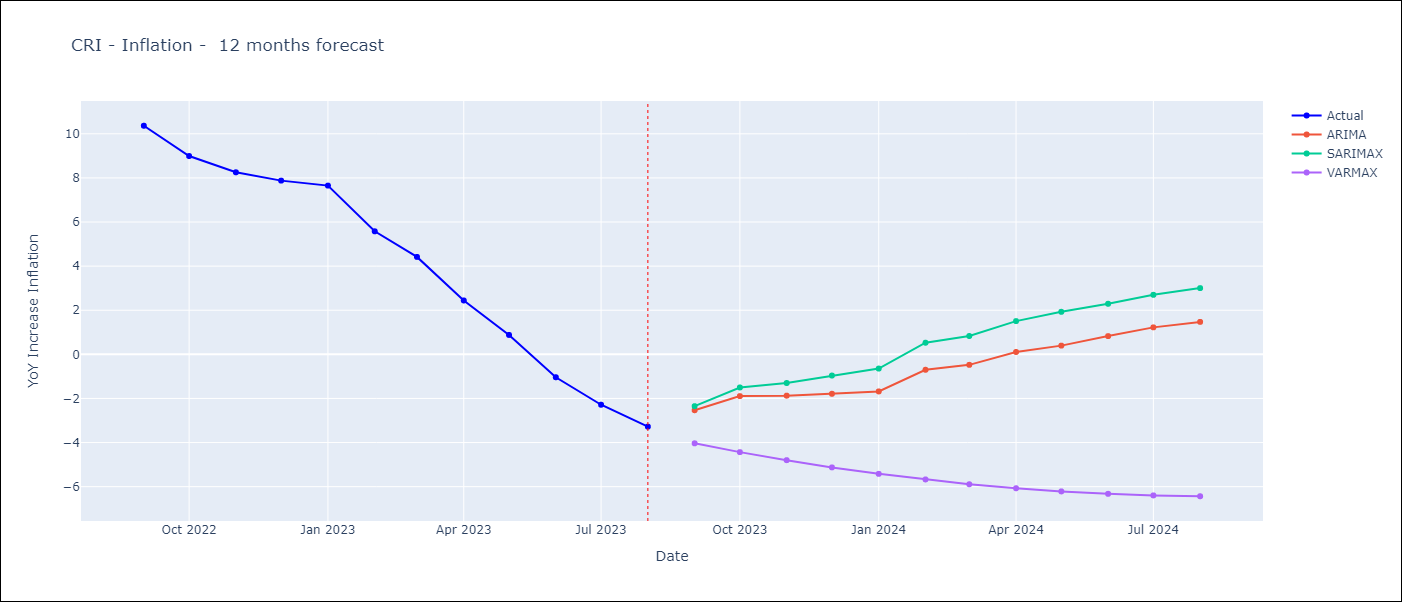 CRI - Inflation -  12 months forecast
Actual
ARIMA
SARIMAX
VARMAX
YoY Increase Inflation
10
8
6
4
2
0
−2
−4
−6
Oct 2022
Jan 2023
Apr 2023
Jul 2023
Oct 2023
Jan 2024
Apr 2024
Jul 2024
Date